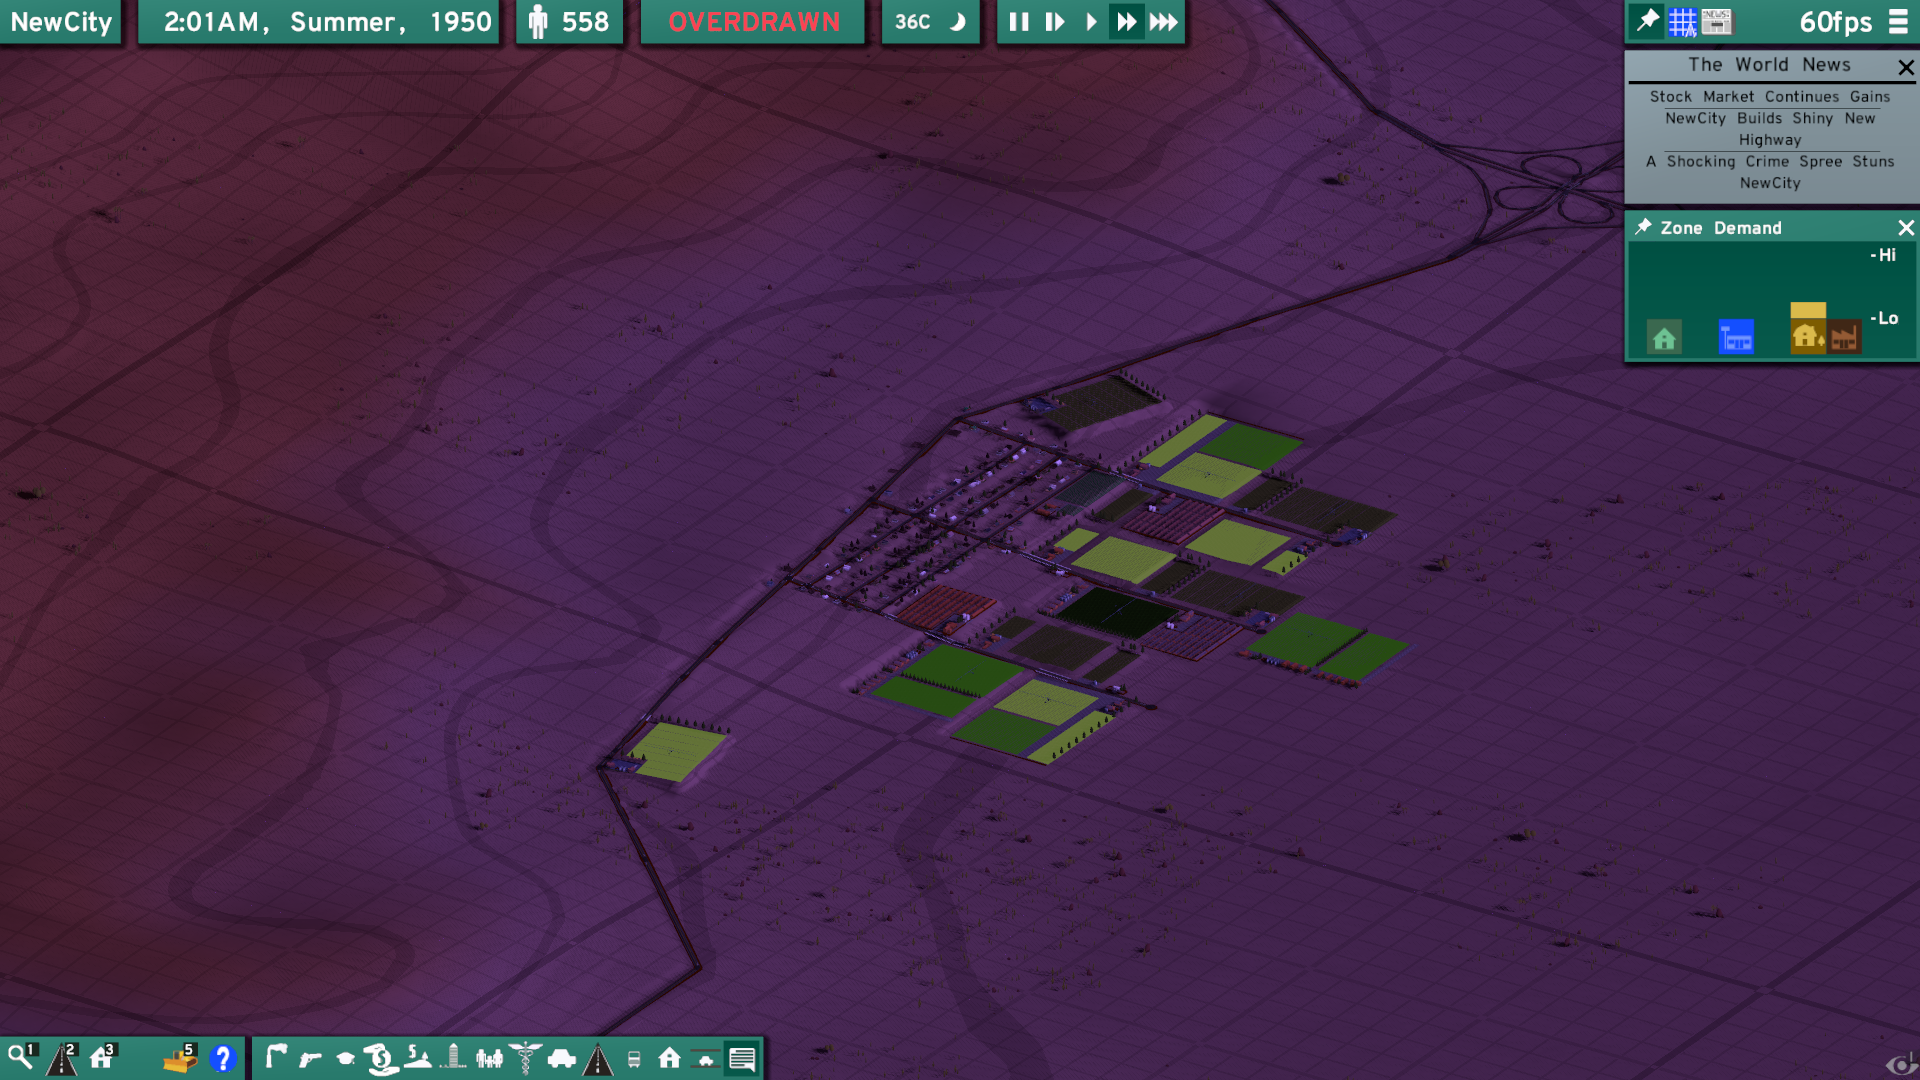 NewCity
2:01AM, Summer, 1950
558
OVERDRAWN
36C
60fps
The World News
Stock Market Continues Gains
NewCity Builds Shiny New
Highway
A Shocking Crime Spree Stuns
NewCity
Zone Demand
-Hi
-Lo
1
2
3
5
?